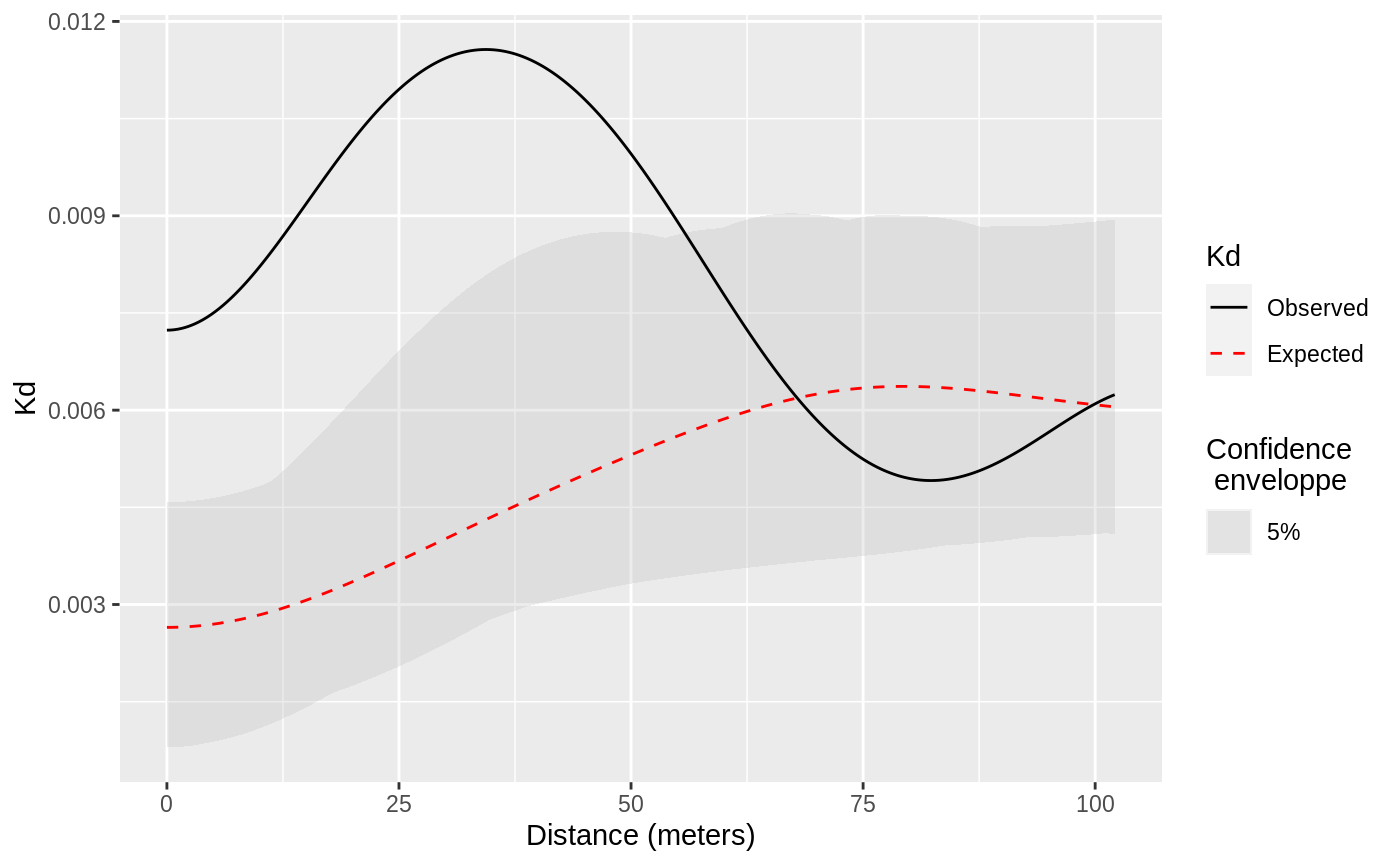 0.012
0.009
0.006
0.003
Kd
0
25
50
75
100
Distance (meters)
Kd
Observed
Expected
Confidence
enveloppe
5%